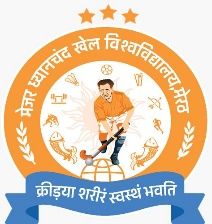 मेजर ध्यानचंद खेल विश्वविद्यालय,मेरठ
क्रीड़या शरीरं स्वस्थं भवति